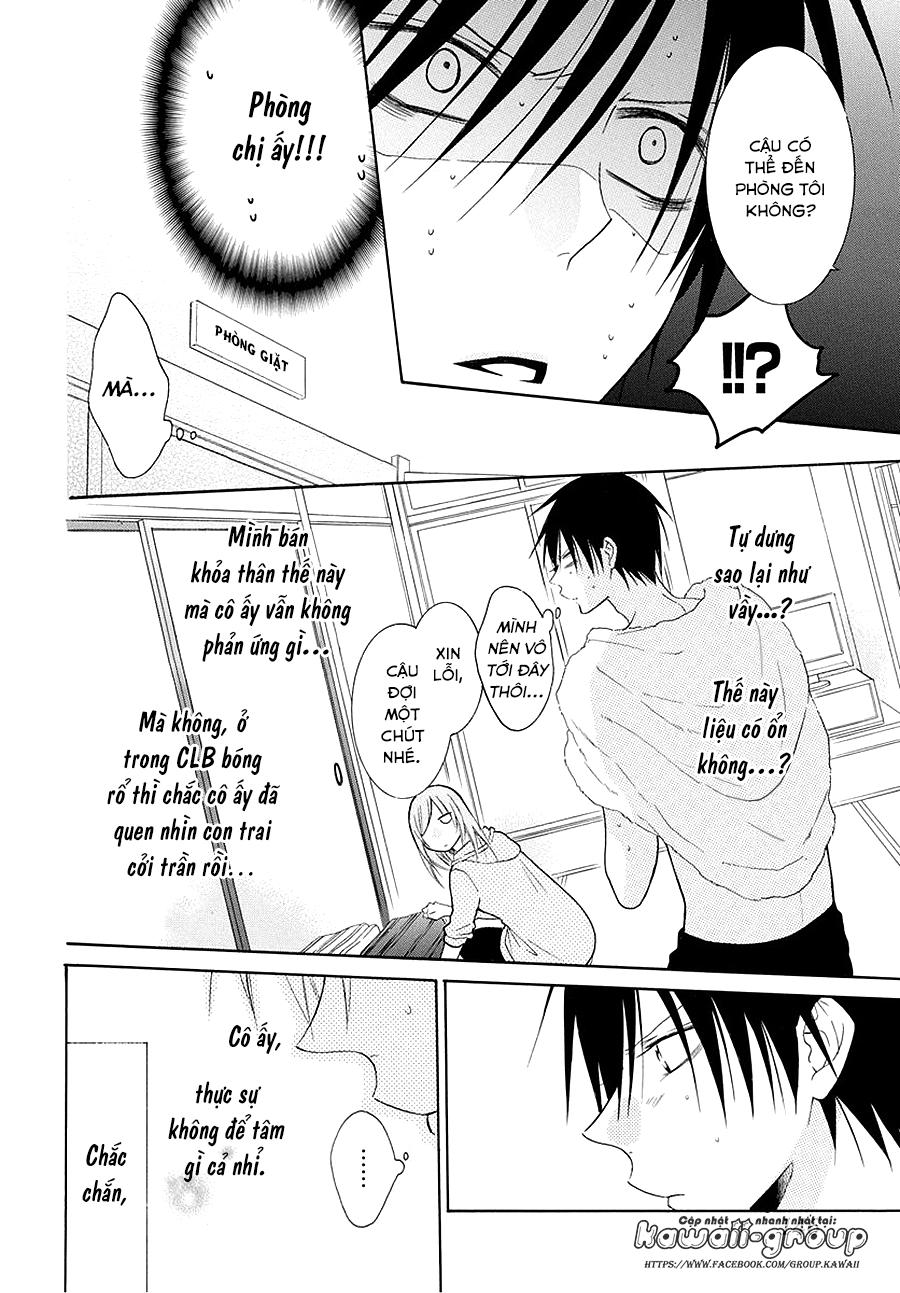 CẬU CÓ
THỂ ĐẾN
PHÒNG TÔI
KHÔNG?
!!?
Phòng
chị ấy!!!
PHÒNG GIẶT
MÀ...
Tự dưng
sao lại như
vầy...?
Thế này
liệu có ổn
không...?
MÌNH
NÊN VÔ
TỚI ĐÂY
THÔI...
XIN
LỖI,
CẬU
ĐỢI
MỘT
CHÚT
NHÉ.
Mình bán
khỏa thân thế này
mà cô ấy vẫn không
phản ứng gì...
Mà không, ở
trong CLB bóng
rổ thì chắc cô ấy đã
quen nhìn con trai
cởi trần rồi...
Cô ấy,
thực sự
không để tâm
gì cả nhỉ.
......
Chắc
chắn,
Cập nhật nhanh nhất tại:
kawaii-group
HTTPS://WWW.FACEBOOK.COM/GROUP.KAWAII